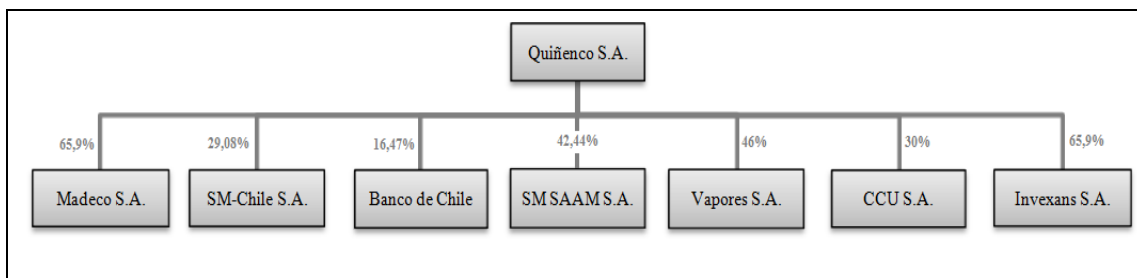 Quiñenco S.A.
65,9%
29,08%
16,47%
42,44%
46%
30%
65,9%
Madeco S.A.
SM-Chile S.A.
Banco de Chile
SM SAAM S.A.
Vapores S.A.
CCU S.A.
Invexans S.A.